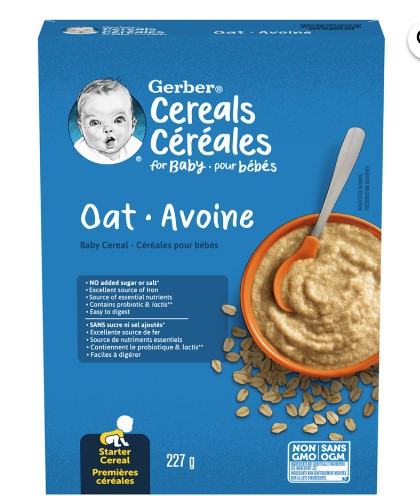 Oat • Avoine
Gerber®
Cereals
Céréales
for Baby • pour bébés
®
Oat • Avoine
Baby Cereal - Céréales pour bébés
• NO added sugar or salt*
• Excellent source of Iron
• Source of essential nutrients
• Contains probiotic B. lactis**
• Easy to digest
• SANS sucre ni sel ajoutés*
• Excellente source de fer
• Source de nutriments essentiels
• Contiennent le probiotique B. lactis**
• Faciles à digérer
Starter
Cereal
Premières
céréales
227 g
NON SANS
GMO OGM